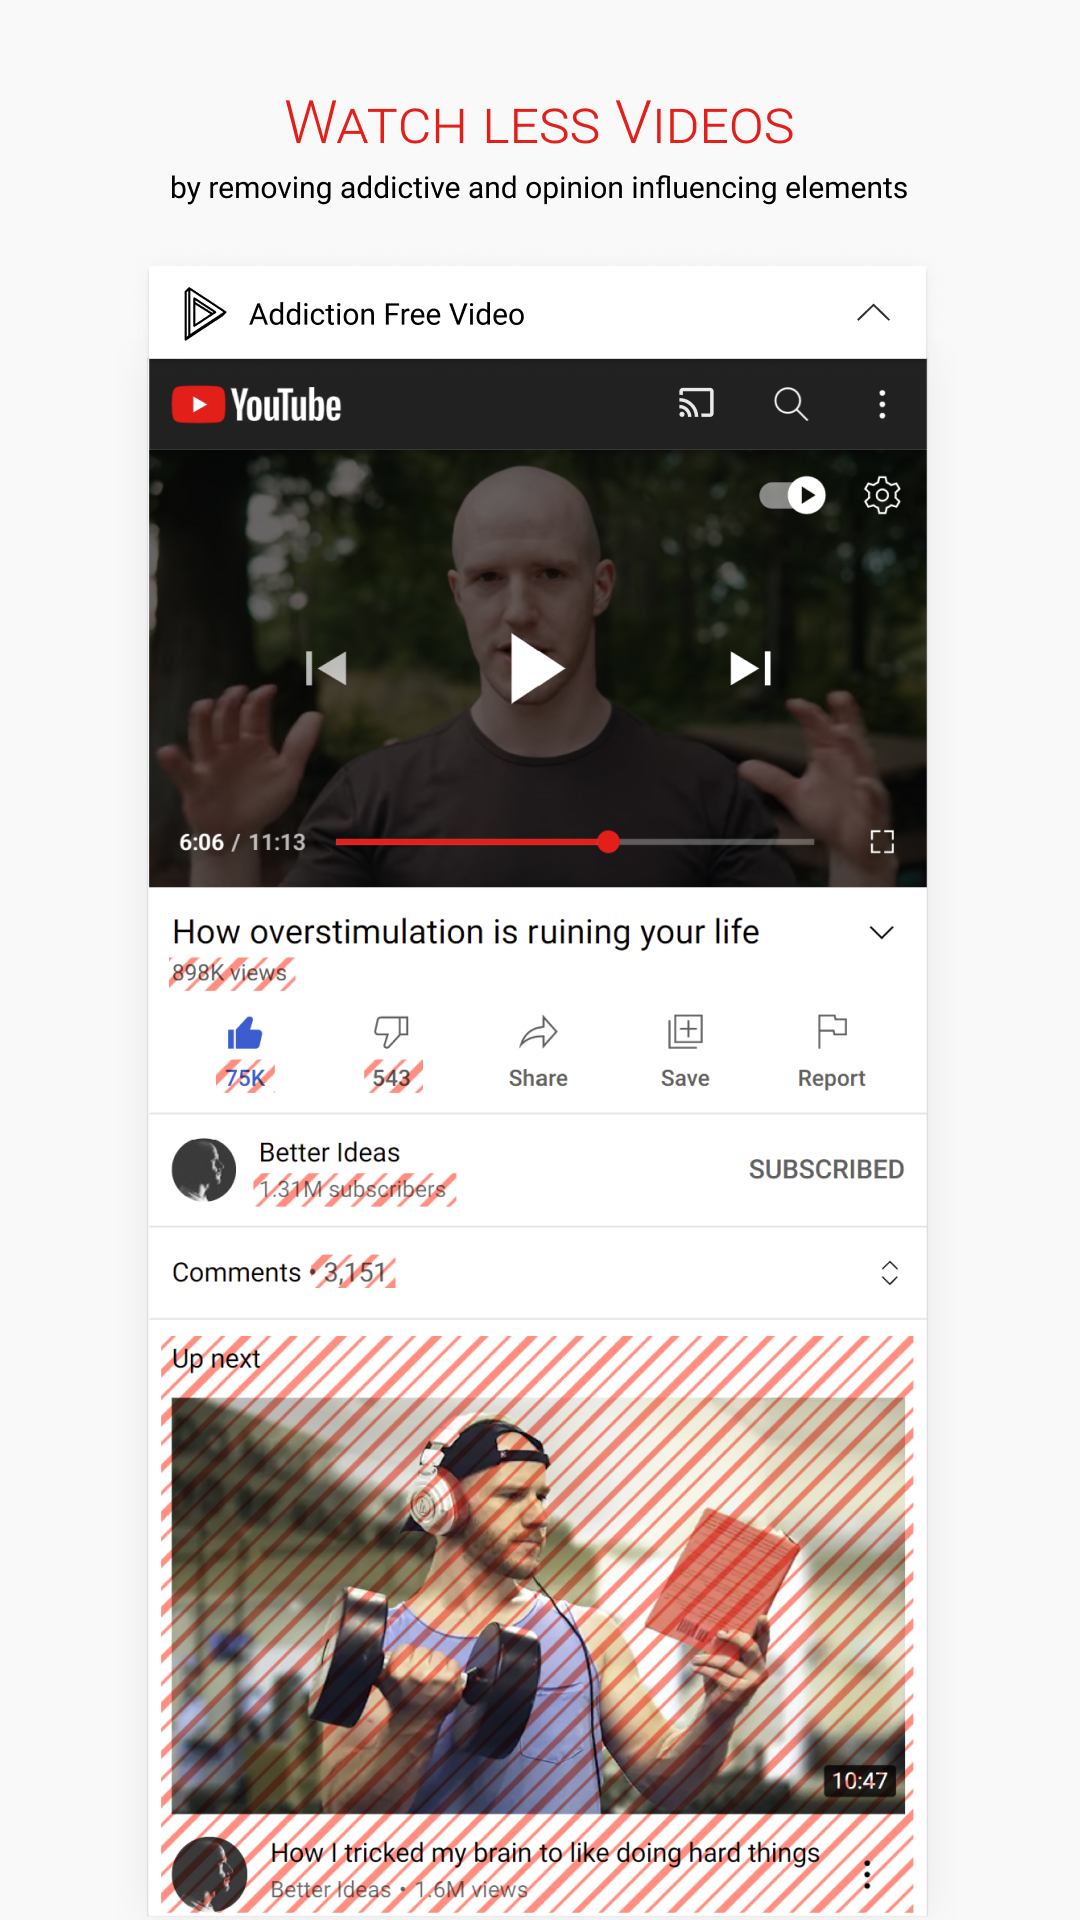 WATCH LESS VIDEOS
by removing addictive and opinion influencing elements
Addiction Free Video
YouTube
6:06 / 11:13
How overstimulation is ruining your life
898K views
75K 543 Share Save Report
Better Ideas
1.31M subscribers
SUBSCRIBED
Comments • 3,151
Up next
10:47
How I tricked my brain to like doing hard things
Better Ideas • 1.6M views